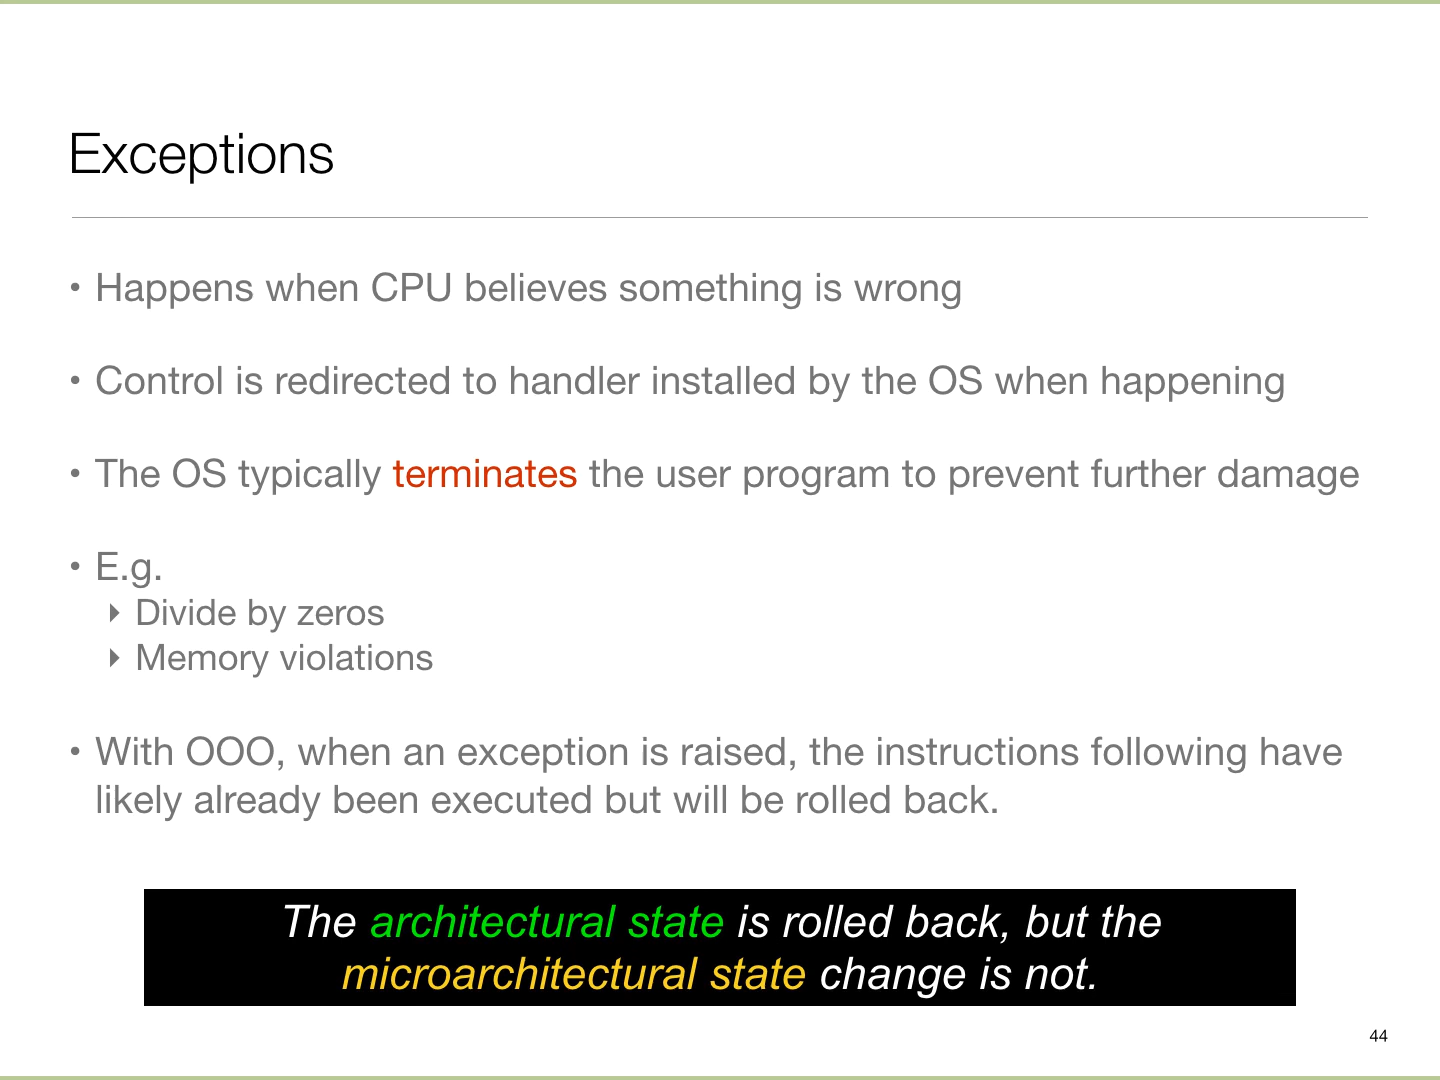 Exceptions
• Happens when CPU believes something is wrong
• Control is redirected to handler installed by the OS when happening
• The OS typically terminates the user program to prevent further damage
• E.g.
‣ Divide by zeros
‣ Memory violations
• With OOO, when an exception is raised, the instructions following have
likely already been executed but will be rolled back.
The architectural state is rolled back, but the
microarchitectural state change is not.
44